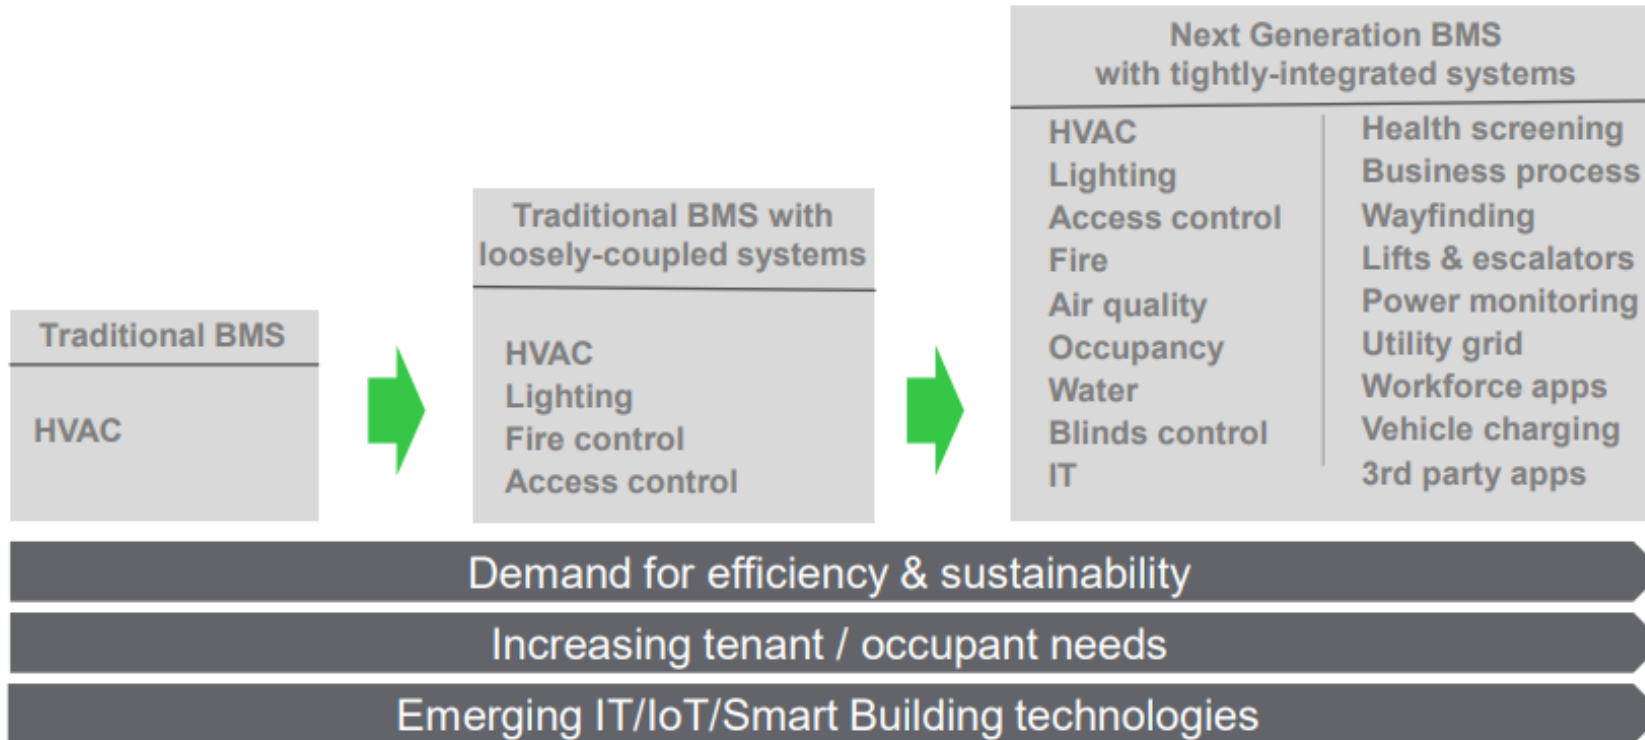 Traditional BMS
HVAC
Traditional BMS with
loosely-coupled systems
HVAC
Lighting
Fire control
Access control
Next Generation BMS
with tightly-integrated systems
HVAC
Lighting
Access control
Fire
Air quality
Occupancy
Water
Blinds control
IT
Health screening
Business process
Wayfinding
Lifts & escalators
Power monitoring
Utility grid
Workforce apps
Vehicle charging
3rd party apps
Demand for efficiency & sustainability
Increasing tenant / occupant needs
Emerging IT/IoT/Smart Building technologies